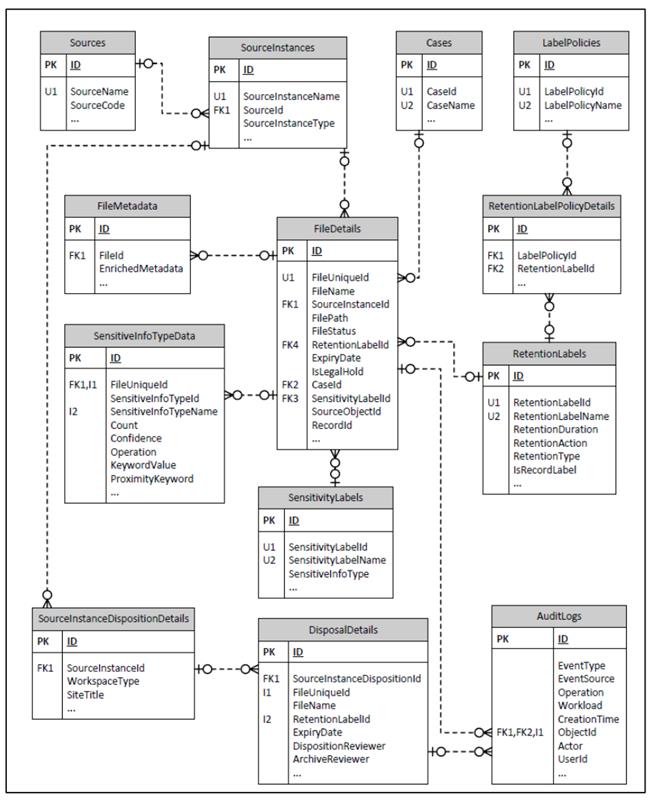 Sources
PK ID
U1 SourceName
SourceCode
...
SourceInstances
PK ID
U1 SourceInstanceName
FK1 SourceId
SourceInstanceType
...
Cases
PK ID
U1 CaseId
U2 CaseName
...
LabelPolicies
PK ID
U1 LabelPolicyId
U2 LabelPolicyName
...
FileMetadata
PK ID
FK1 FileId
EnrichedMetadata
...
FileDetails
PK ID
U1 FileUniqueId
FileName
FK1 SourceInstanceId
FilePath
FileStatus
FK4 RetentionLabelId
ExpiryDate
IsLegalHold
FK2 CaseId
FK3 SensitivityLabelId
SourceObjectId
RecordId
...
RetentionLabelPolicyDetails
PK ID
FK1 LabelPolicyId
FK2 RetentionLabelId
...
SensitiveInfoTypeData
PK ID
FK1,I1 FileUniqueId
SensitiveInfoTypeId
I2 SensitiveInfoTypeName
Count
Confidence
Operation
KeywordValue
ProximityKeyword
...
RetentionLabels
PK ID
U1 RetentionLabelId
U2 RetentionLabelName
RetentionDuration
RetentionAction
RetentionType
IsRecordLabel
...
SensitivityLabels
PK ID
U1 SensitivityLabelId
U2 SensitivityLabelName
SensitiveInfoType
...
SourceInstanceDispositionDetails
PK ID
FK1 SourceInstanceId
WorkspaceType
SiteTitle
...
DisposalDetails
PK ID
FK1 SourceInstanceDispositionId
I1 FileUniqueId
FileName
I2 RetentionLabelId
ExpiryDate
DispositionReviewer
ArchiveReviewer
...
AuditLogs
PK ID
EventType
EventSource
Operation
Workload
CreationTime
FK1,FK2,I1 ObjectId
Actor
UserId
...